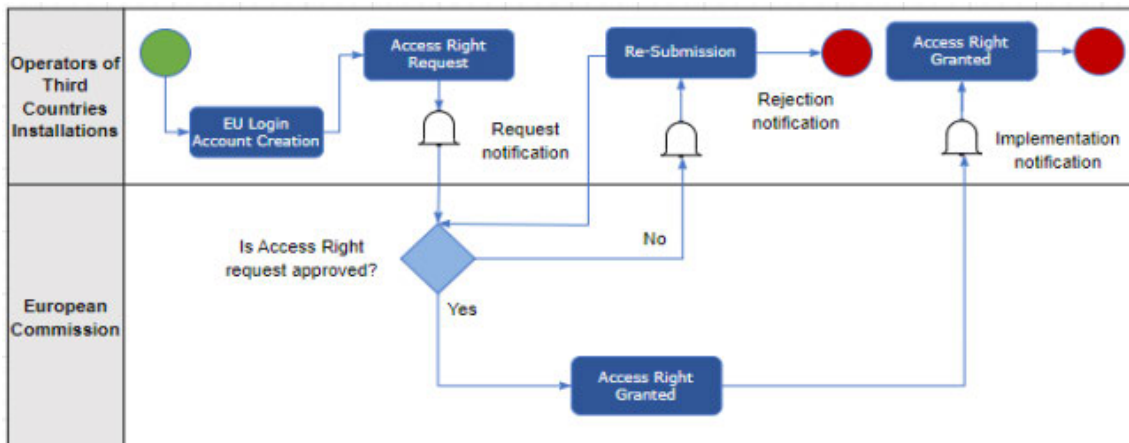 Operators of
Third
Countries
Installations
EU Login
Account Creation
Access Right
Request
Request
notification
Re-Submission
Rejection
notification
Access Right
Granted
Implementation
notification
European
Commission
Is Access Right
request approved?
No
Yes
Access Right
Granted